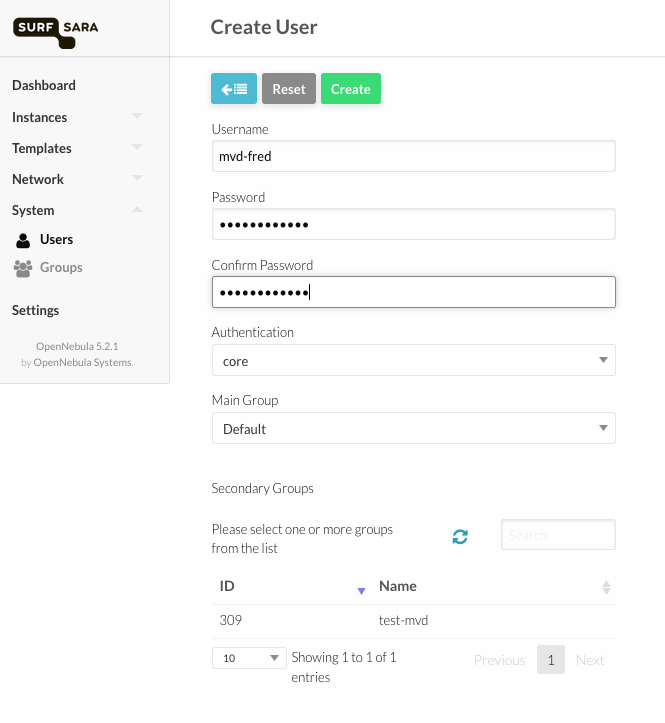 SURF SARA
Create User
Dashboard
Instances
Templates
Network
System
Users
Groups
Settings
OpenNebula 5.2.1
by OpenNebula Systems.
Reset
Create
Username
mvd-fred
Password
••••••••••••
Confirm Password
••••••••••••
Authentication
core
Main Group
Default
Secondary Groups
Please select one or more groups
from the list
Search
ID Name
309 test-mvd
10
Showing 1 to 1 of 1
entries
Previous 1 Next